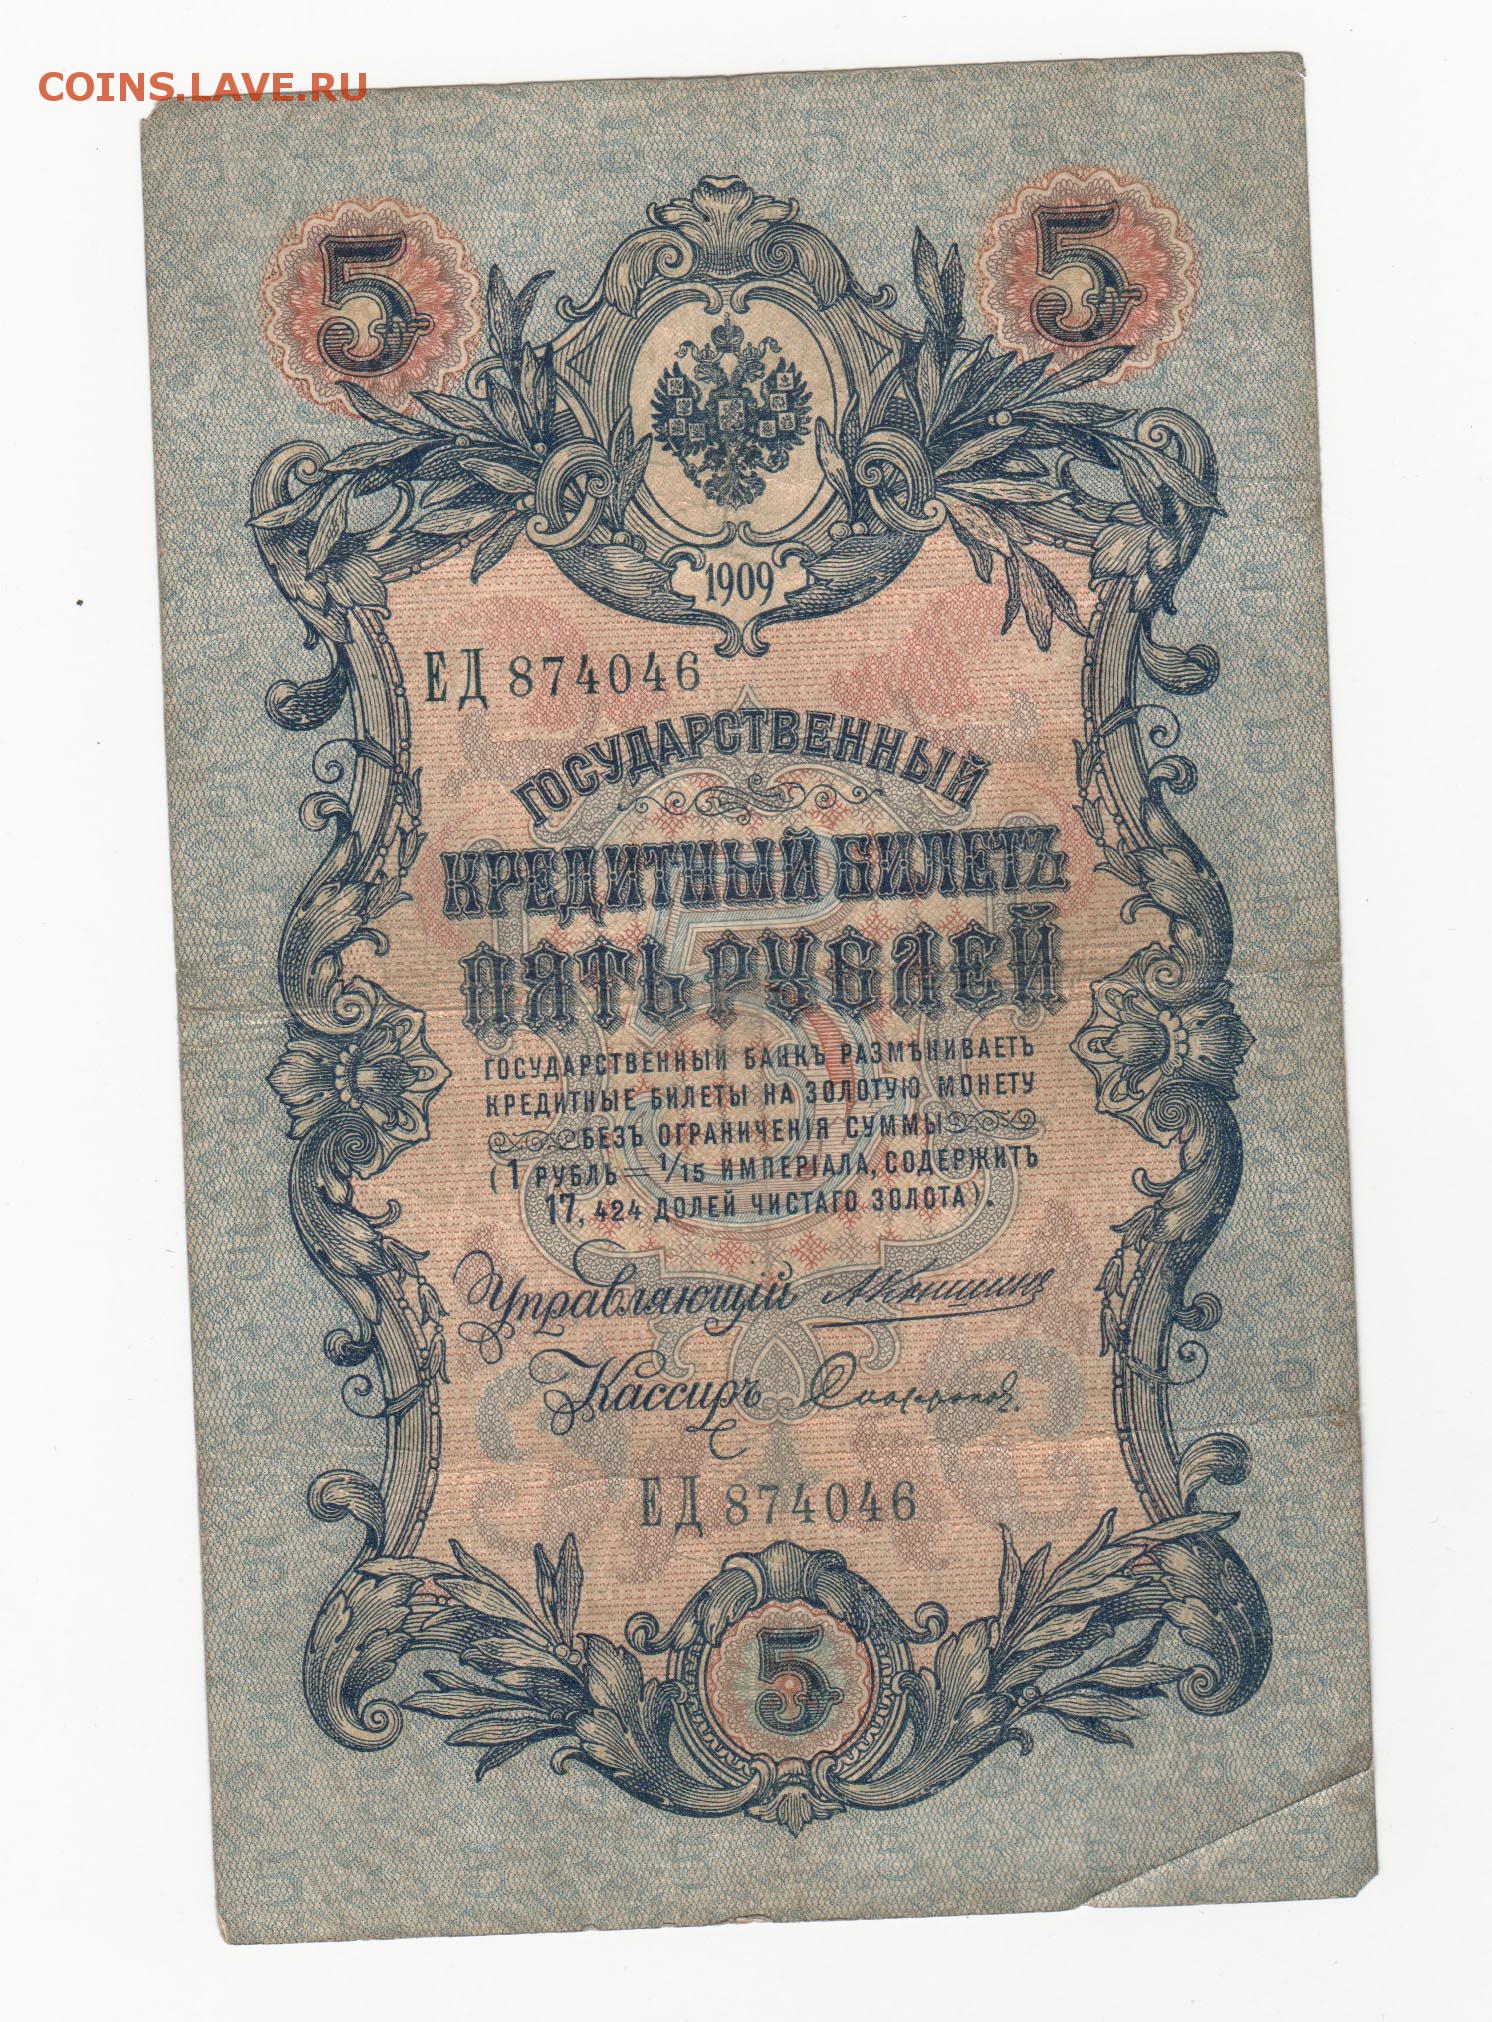 COINS.LAVE.RU
5 5
1909
ЕД 874046
ГОСУДАРСТВЕННЫЙ
КРЕДИТНЫЙ БИЛЕТЪ
ПЯТЬ РУБЛЕЙ
ГОСУДАРСТВЕННЫЙ БАНКЪ РАЗМѢНИВАЕТЪ
КРЕДИТНЫЕ БИЛЕТЫ НА ЗОЛОТУЮ МОНЕТУ
БЕЗЪ ОГРАНИЧЕНІЯ СУММЫ
(1 РУБЛЬ — 1/15 ИМПЕРІАЛА, СОДЕРЖИТЪ
17, 424 ДОЛЕЙ ЧИСТАГО ЗОЛОТА).
Управляющій АКоншинъ
Кассиръ
ЕД 874046
5